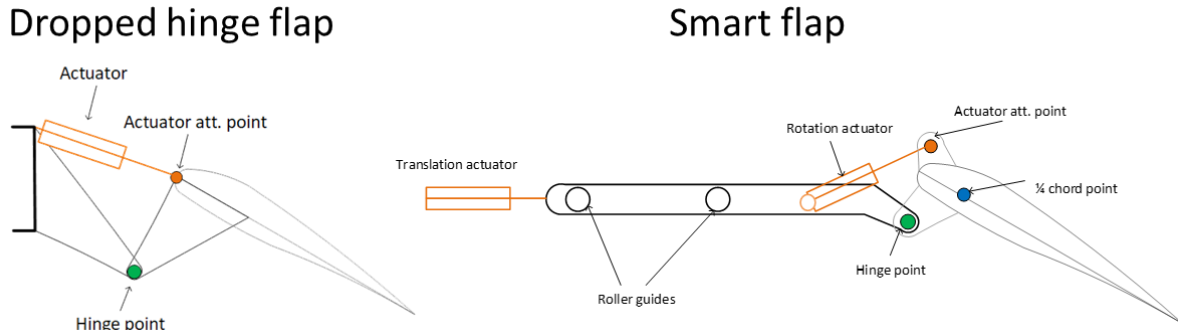 Dropped hinge flap
Smart flap
Actuator
Actuator att. point
Hinge point
Translation actuator
Rotation actuator
Actuator att. point
¼ chord point
Hinge point
Roller guides